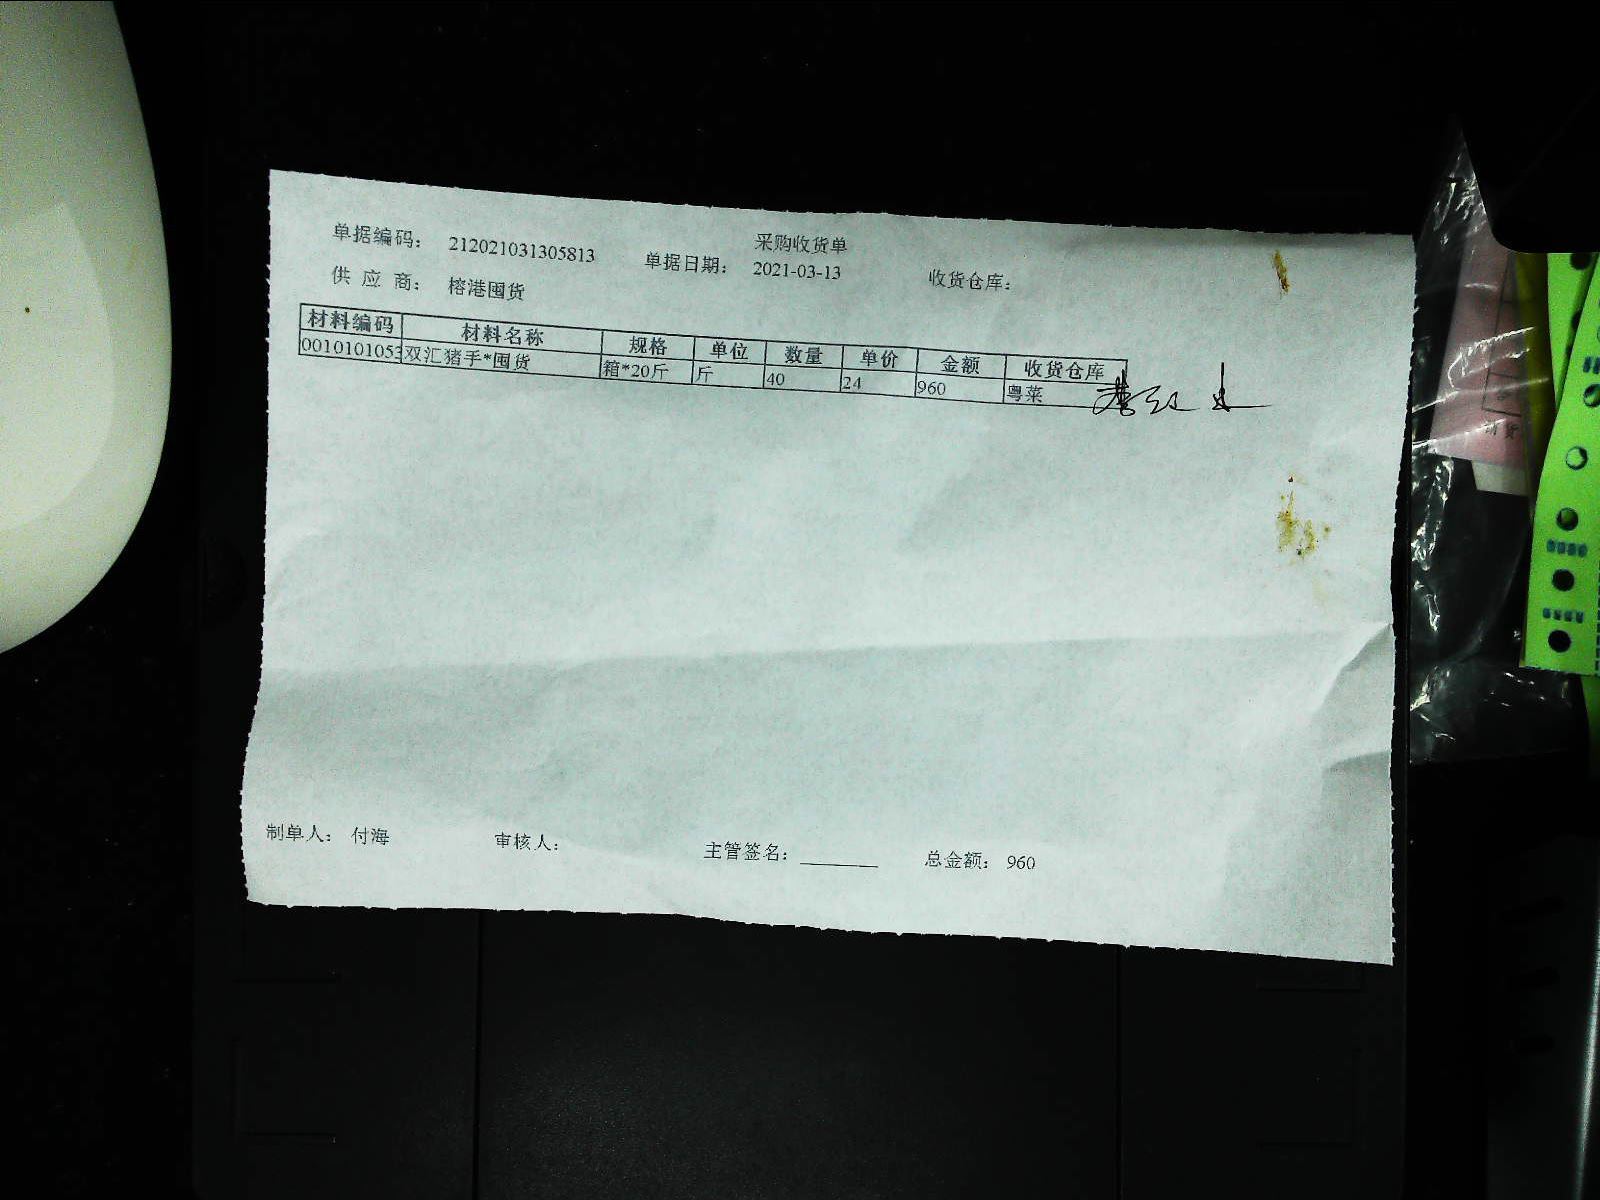 采购收货单
单据编码： 212021031305813 单据日期： 2021-03-13 收货仓库：
供 应 商： 榕港囤货
材料编码 材料名称 规格 单位 数量 单价 金额 收货仓库
0010101053 双汇猪手*囤货 箱*20斤 斤 40 24 960 粤菜
制单人： 付海 审核人： 主管签名： 总金额： 960